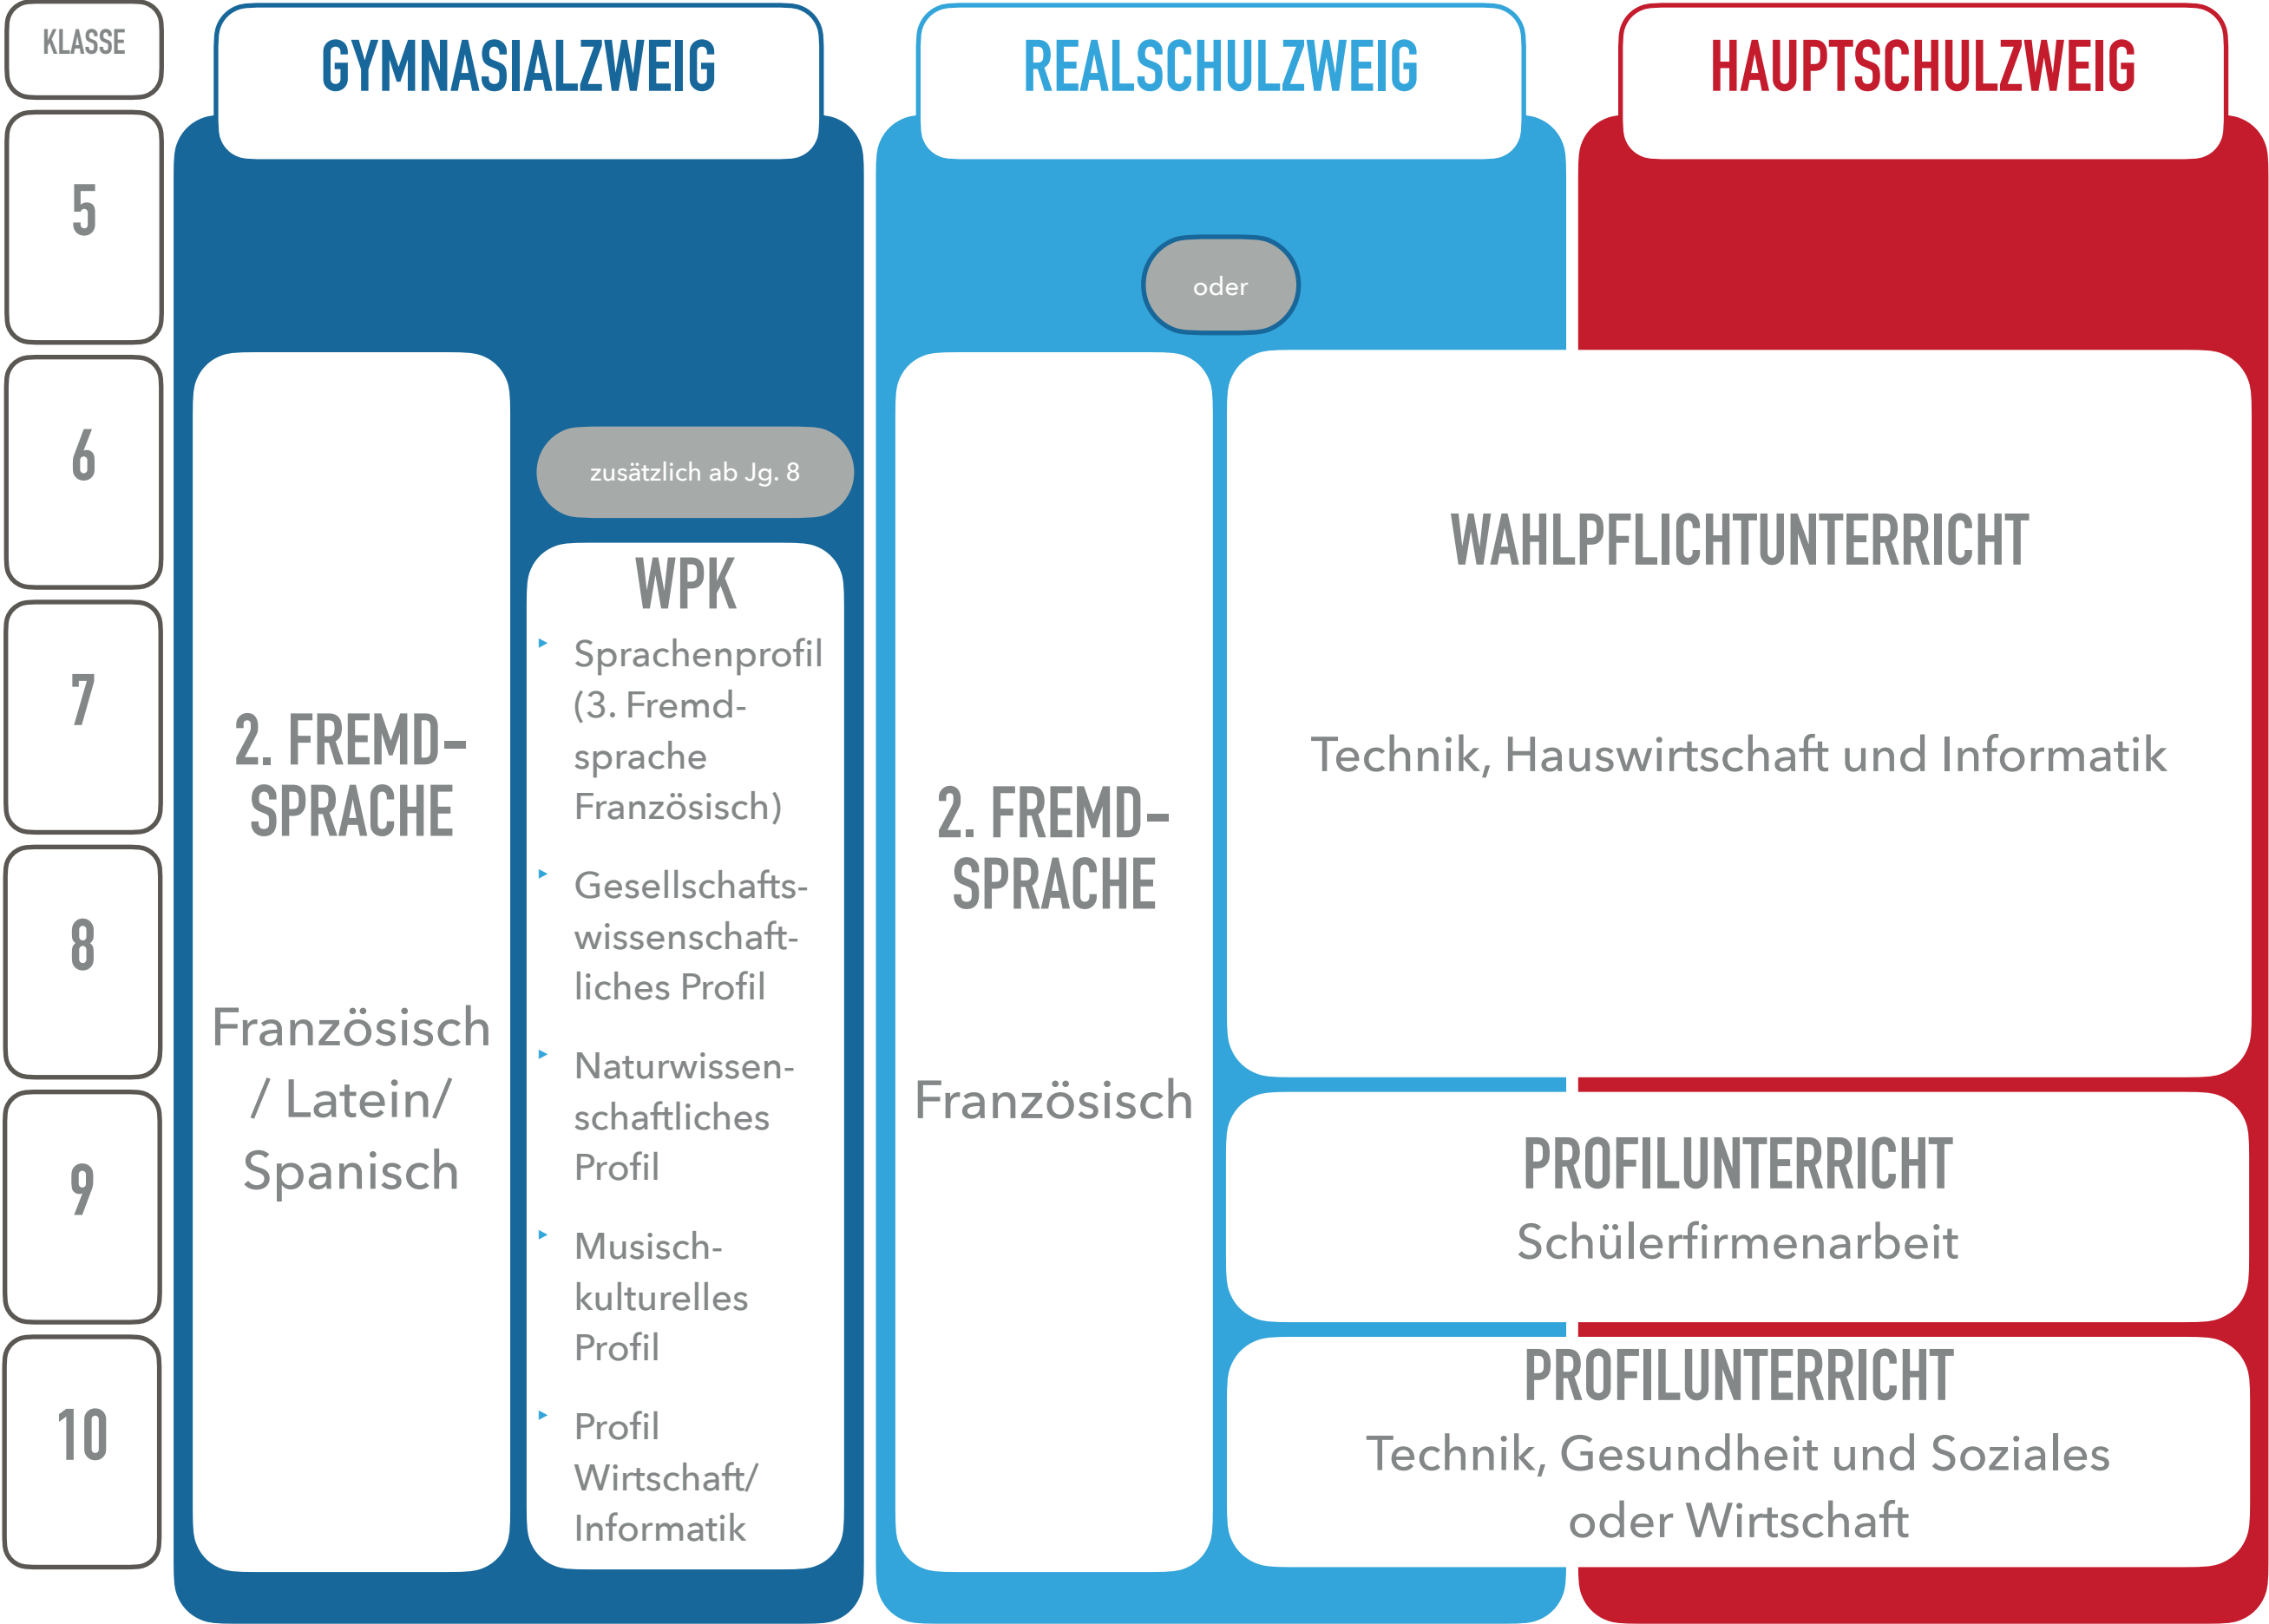 KLASSE
GYMNASIALZWEIG
REALSCHULZWEIG
HAUPTSCHULZWEIG
5
6
7
8
9
10
2. FREMD-
SPRACHE
Französisch
/ Latein/
Spanisch
zusätzlich ab Jg. 8
WPK
▸ Sprachenprofil
(3. Fremd-
sprache
Französisch)
▸ Gesellschafts-
wissenschaft-
liches Profil
▸ Naturwissen-
schaftliches
Profil
▸ Musisch-
kulturelles
Profil
▸ Profil
Wirtschaft/
Informatik
oder
2. FREMD-
SPRACHE
Französisch
WAHLPFLICHTUNTERRICHT
Technik, Hauswirtschaft und Informatik
PROFILUNTERRICHT
Schülerfirmenarbeit
PROFILUNTERRICHT
Technik, Gesundheit und Soziales
oder Wirtschaft